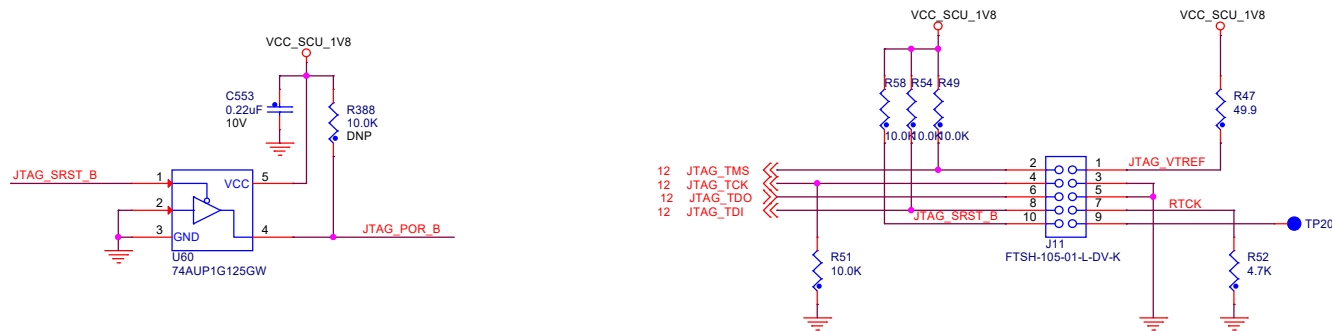 VCC_SCU_1V8
C553
0.22uF
10V
R388
10.0K
DNP
JTAG_SRST_B
1
VCC
5
2
3
GND
4
JTAG_POR_B
U60
74AUP1G125GW
VCC_SCU_1V8
VCC_SCU_1V8
R58
R54
R49
10.0K
10.0K
10.0K
R47
49.9
12 JTAG_TMS
12 JTAG_TCK
12 JTAG_TDO
12 JTAG_TDI
JTAG_SRST_B
2
4
6
8
10
1
3
5
7
9
JTAG_VTREF
RTCK
TP20
J11
FTSH-105-01-L-DV-K
R51
10.0K
R52
4.7K